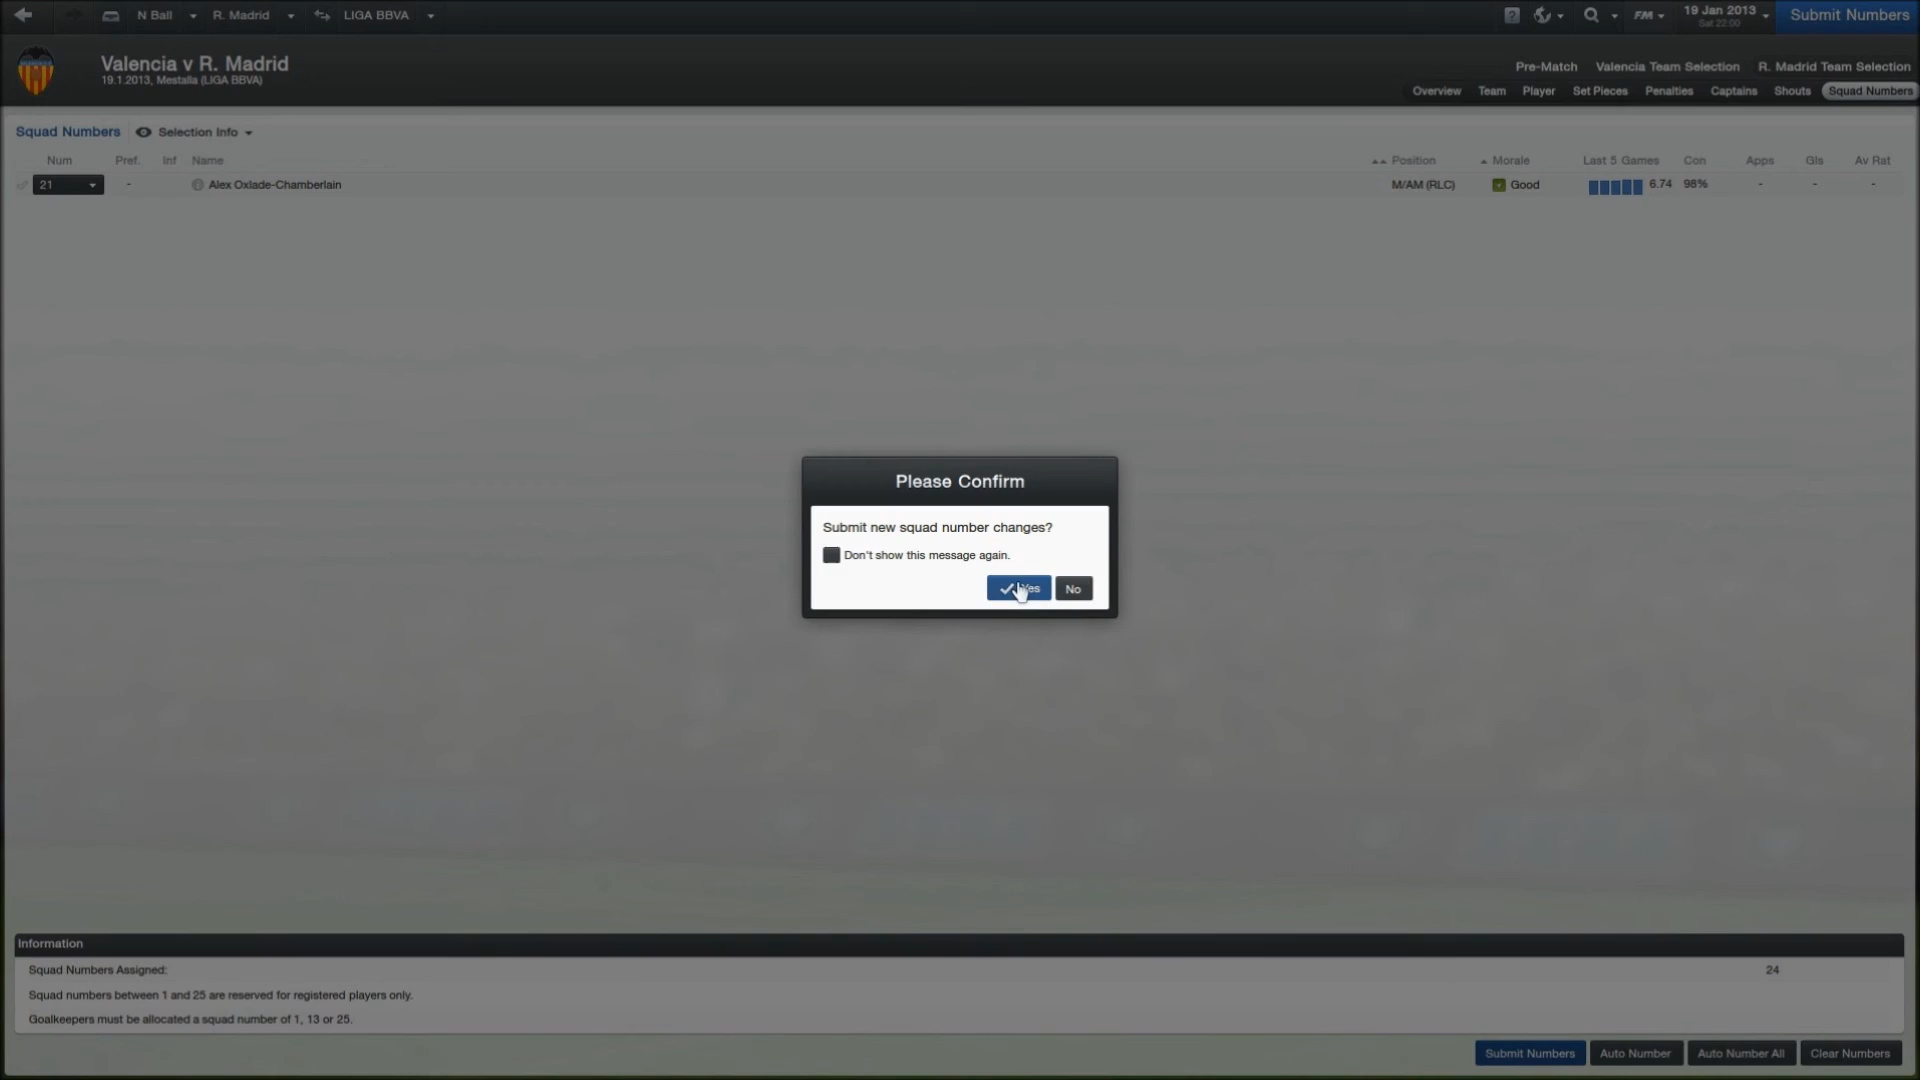 N Ball R. Madrid LIGA BBVA FM 19 Jan 2013 Submit Numbers
Sat 22:00
Valencia v R. Madrid
19.1.2013, Mestalla (LIGA BBVA)
Pre-Match Valencia Team Selection R. Madrid Team Selection
Overview Team Player Set Pieces Penalties Captains Shouts Squad Numbers
Squad Numbers Selection Info
Num Pref. Inf Name Position Morale Last 5 Games Con Apps Gls Av Rat
21 - Alex Oxlade-Chamberlain M/AM (RLC) Good 6.74 98% - - -
Please Confirm
Submit new squad number changes?
Don't show this message again.
Yes No
Information
Squad Numbers Assigned: 24
Squad numbers between 1 and 25 are reserved for registered players only.
Goalkeepers must be allocated a squad number of 1, 13 or 25.
Submit Numbers Auto Number Auto Number All Clear Numbers